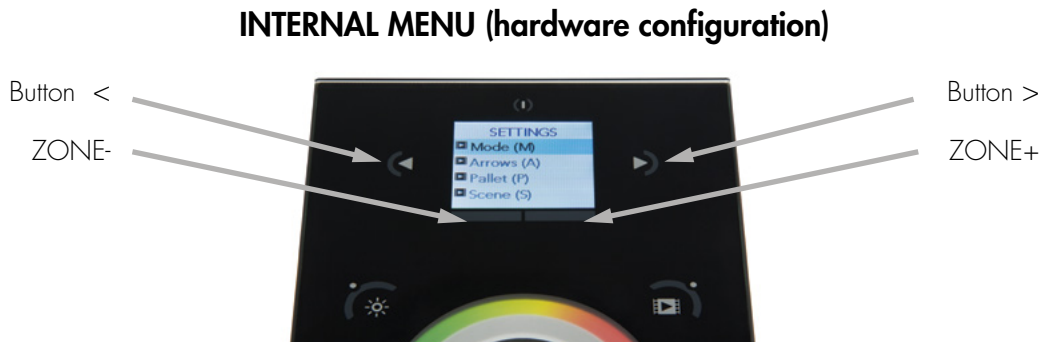 INTERNAL MENU (hardware configuration)
Button <
Button >
ZONE-
ZONE+
SETTINGS
Mode (M)
Arrows (A)
Pallet (P)
Scene (S)